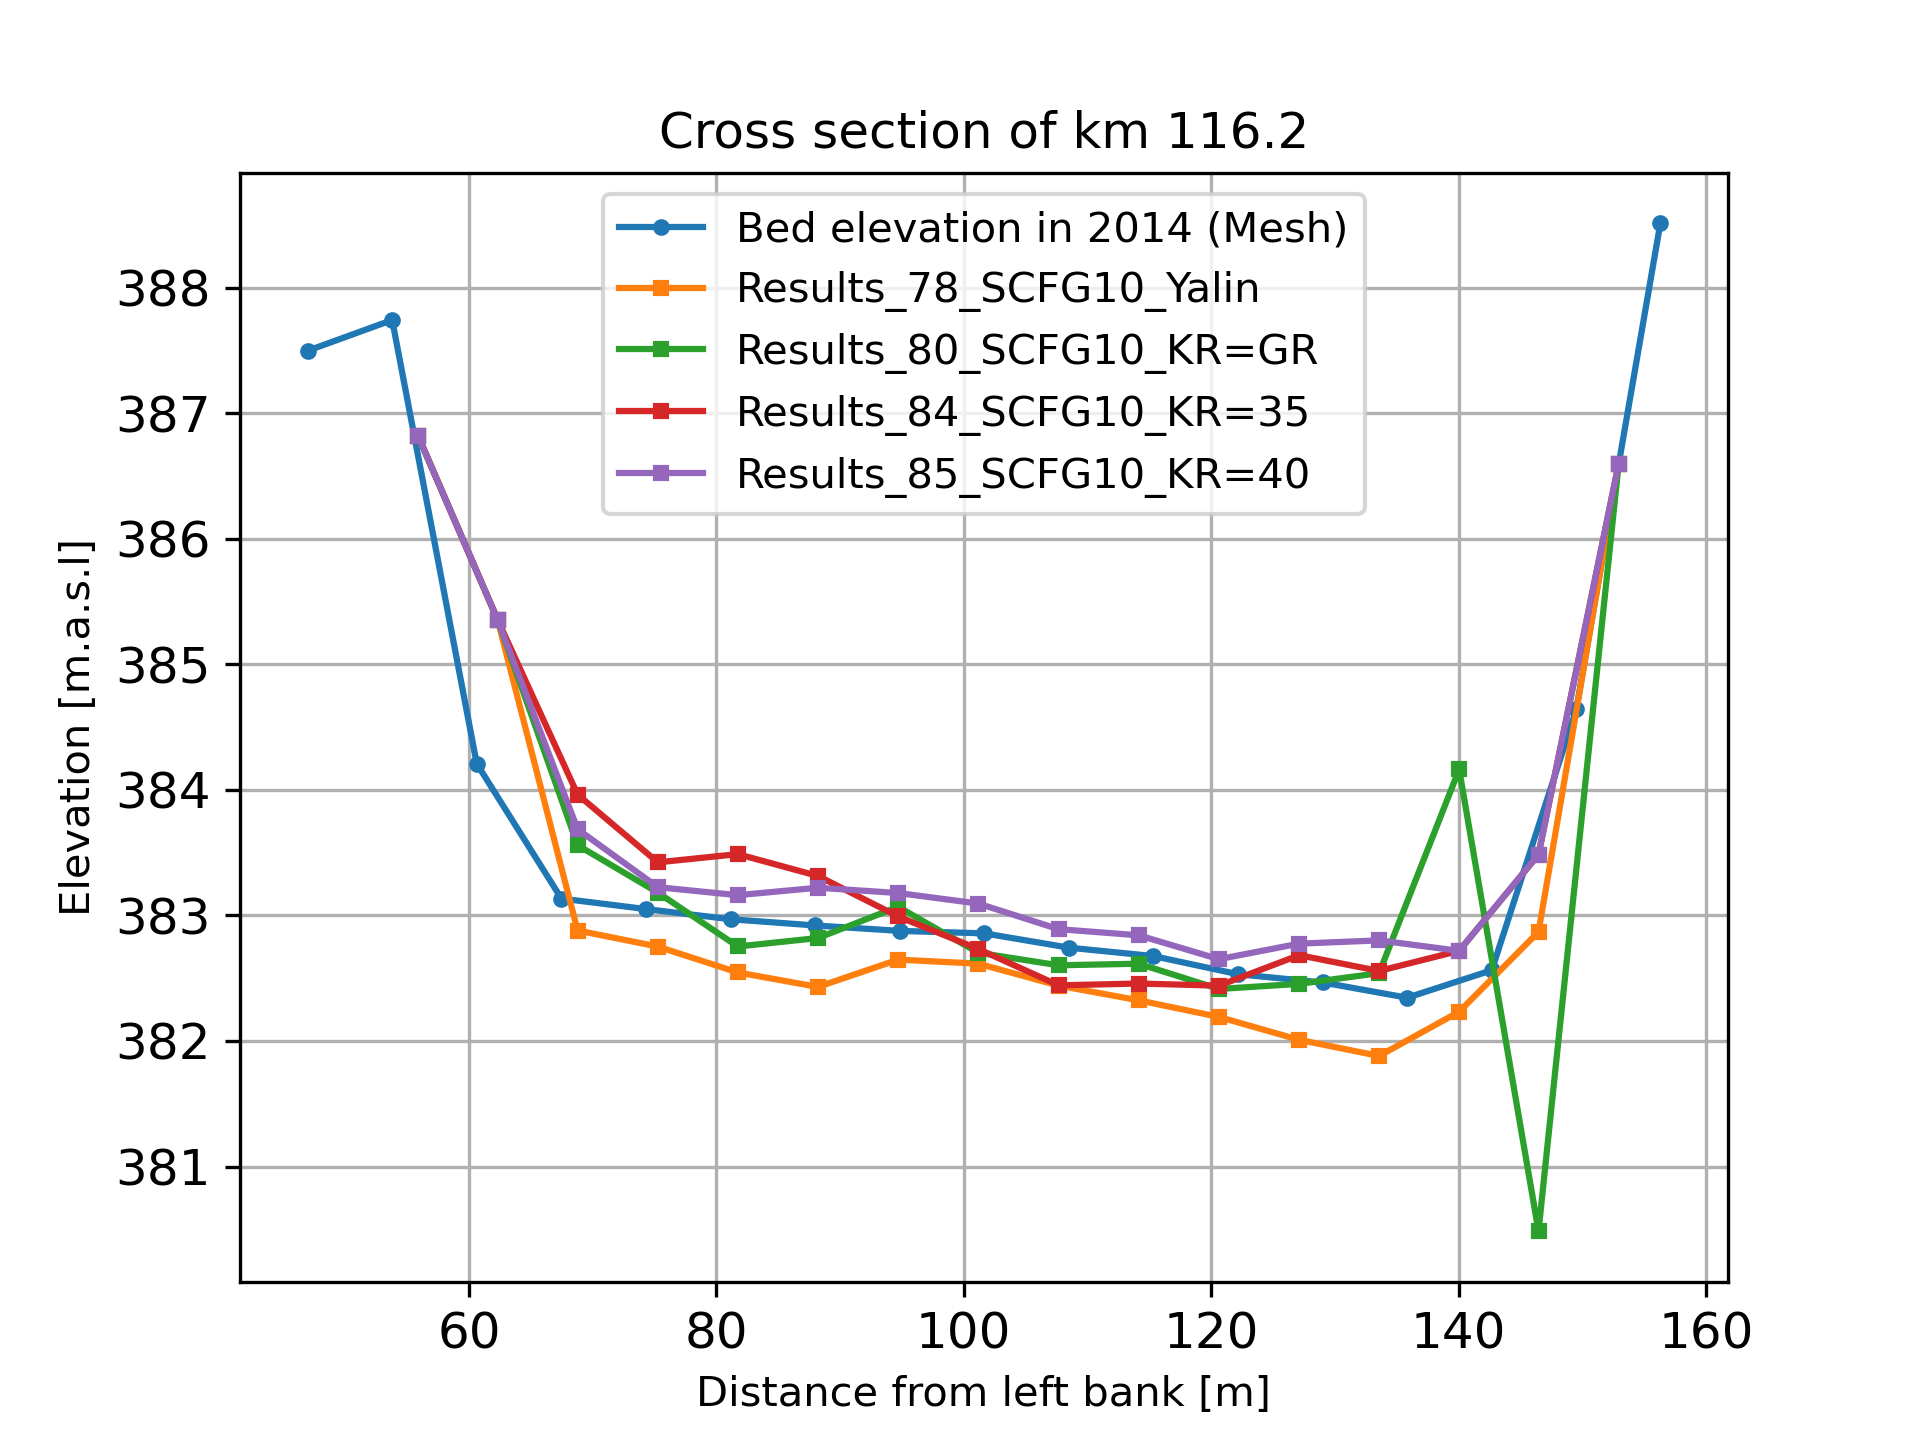 Cross section of km 116.2
Bed elevation in 2014 (Mesh)
Results_78_SCFG10_Yalin
Results_80_SCFG10_KR=GR
Results_84_SCFG10_KR=35
Results_85_SCFG10_KR=40
388
387
386
385
384
383
382
381
Elevation [m.a.s.l]
60 80 100 120 140 160
Distance from left bank [m]